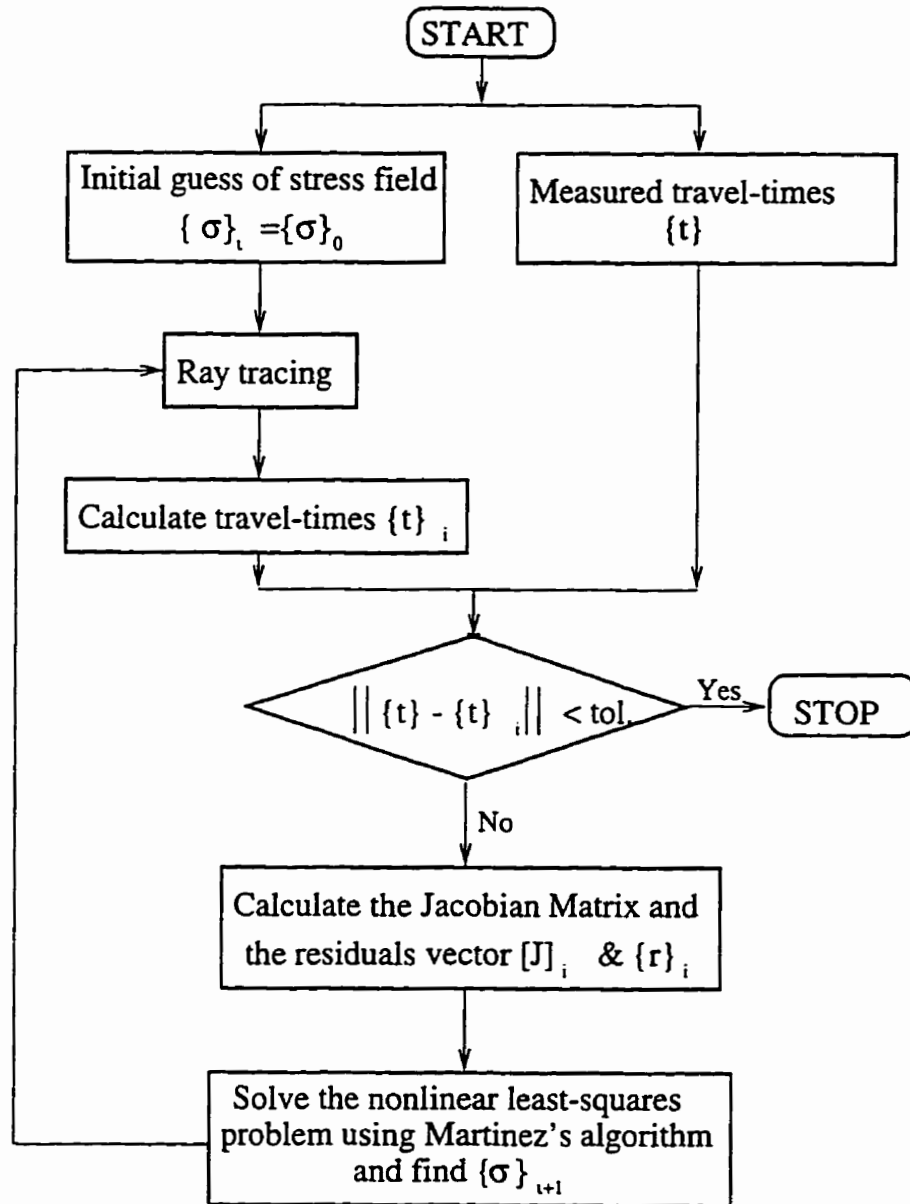 START
Initial guess of stress field
{ σ}ι ={σ}0
Measured travel-times
{t}
Ray tracing
Calculate travel-times {t} i
|| {t} - {t} i|| < tol.
Yes
STOP
No
Calculate the Jacobian Matrix and
the residuals vector [J] i & {r} i
Solve the nonlinear least-squares
problem using Martinez's algorithm
and find {σ} ι+1